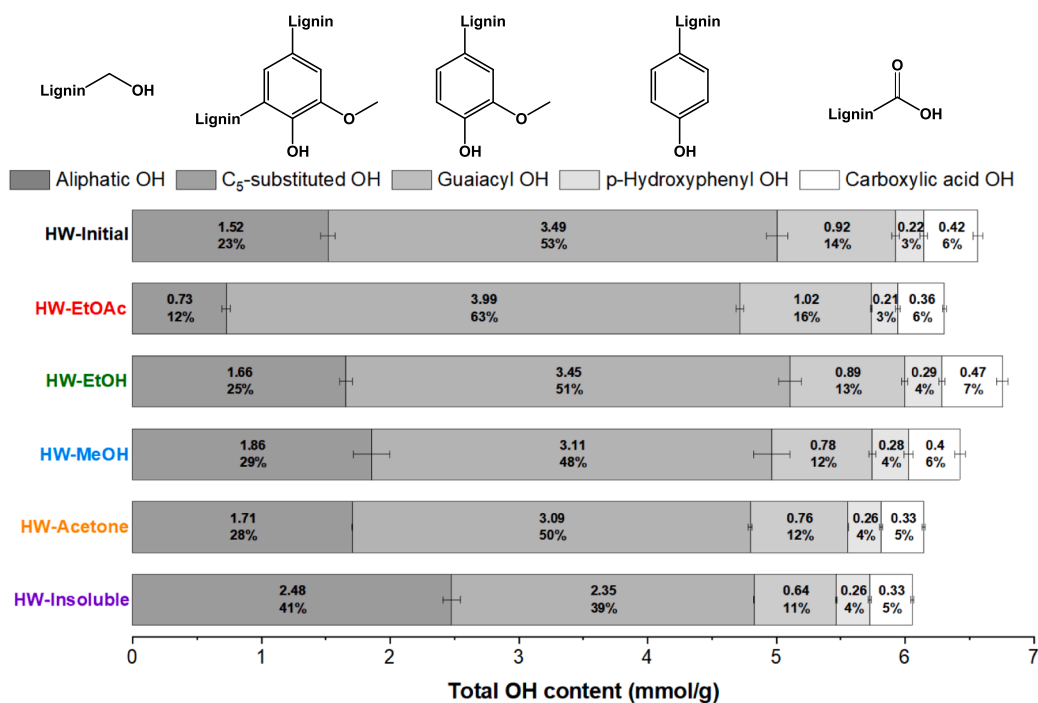 Lignin
Lignin
Lignin
O
Lignin
OH
Lignin
O
O
Lignin
OH
OH
OH
OH
Aliphatic OH
C₅-substituted OH
Guaiacyl OH
p-Hydroxyphenyl OH
Carboxylic acid OH
HW-Initial
1.52 3.49 0.92 0.22 0.42
23% 53% 14% 3% 6%
HW-EtOAc
0.73 3.99 1.02 0.21 0.36
12% 63% 16% 3% 6%
HW-EtOH
1.66 3.45 0.89 0.29 0.47
25% 51% 13% 4% 7%
HW-MeOH
1.86 3.11 0.78 0.28 0.4
29% 48% 12% 4% 6%
HW-Acetone
1.71 3.09 0.76 0.26 0.33
28% 50% 12% 4% 5%
HW-Insoluble
2.48 2.35 0.64 0.26 0.33
41% 39% 11% 4% 5%
0 1 2 3 4 5 6 7
Total OH content (mmol/g)